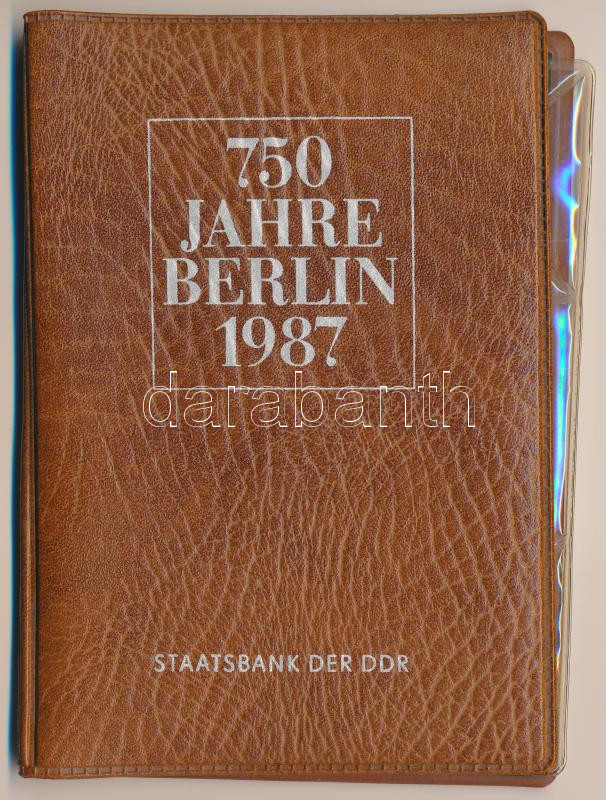 750
JAHRE
BERLIN
1987
darabanth
STAATSBANK DER DDR